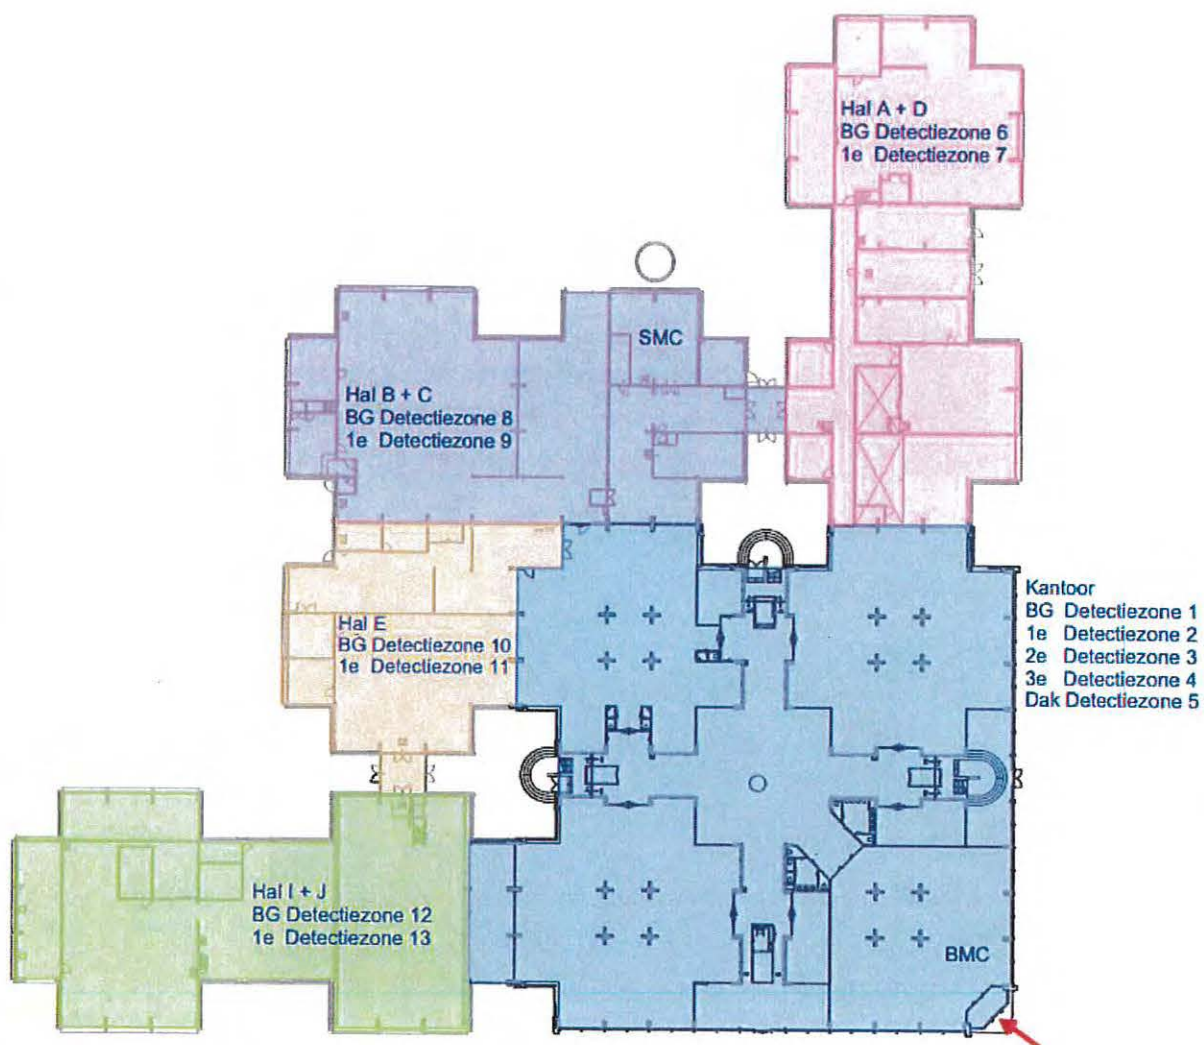 Hal A + D
BG Detectiezone 6
1e Detectiezone 7
SMC
Hal B + C
BG Detectiezone 8
1e Detectiezone 9
Kantoor
BG Detectiezone 1
1e Detectiezone 2
2e Detectiezone 3
3e Detectiezone 4
Dak Detectiezone 5
Hal E
BG Detectiezone 10
1e Detectiezone 11
Hal I + J
BG Detectiezone 12
1e Detectiezone 13
BMC